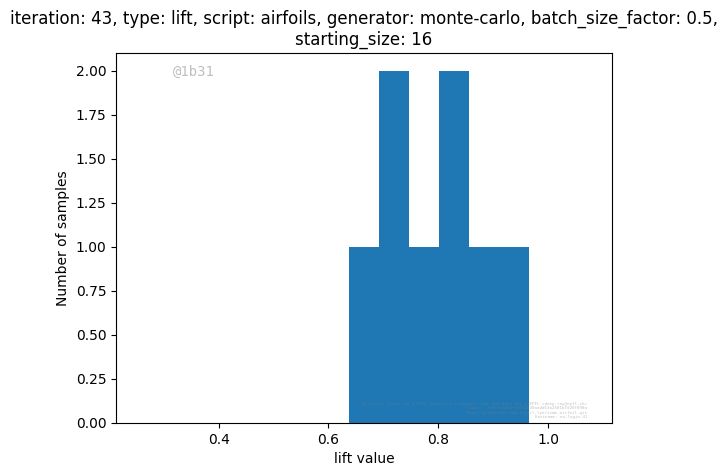 iteration: 43, type: lift, script: airfoils, generator: monte-carlo, batch_size_factor: 0.5,
starting_size: 16
@1b31
2.00
1.75
1.50
1.25
1.00
0.75
0.50
0.25
0.00
Number of samples
0.4 0.6 0.8 1.0
lift value